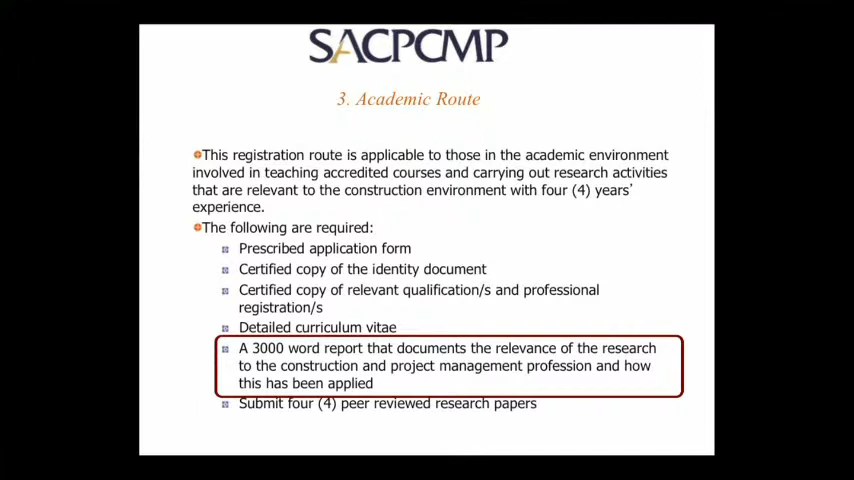 SACPCMP
3. Academic Route
This registration route is applicable to those in the academic environment
involved in teaching accredited courses and carrying out research activities
that are relevant to the construction environment with four (4) years’
experience.
The following are required:
Prescribed application form
Certified copy of the identity document
Certified copy of relevant qualification/s and professional
registration/s
Detailed curriculum vitae
A 3000 word report that documents the relevance of the research
to the construction and project management profession and how
this has been applied
Submit four (4) peer reviewed research papers